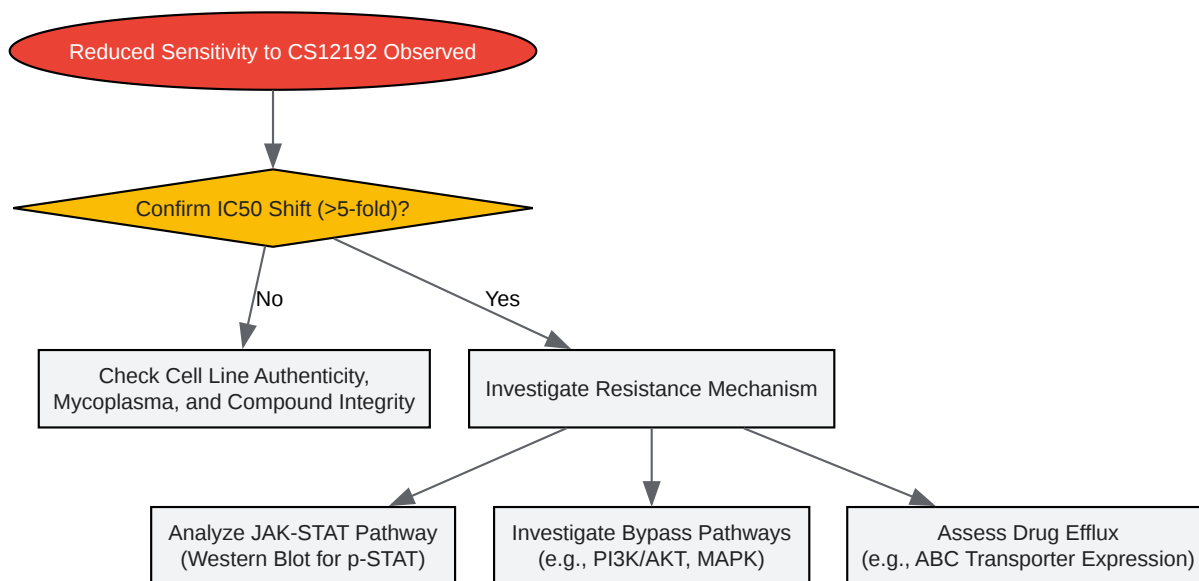 Reduced Sensitivity to CS12192 Observed
Confirm IC50 Shift (>5-fold)?
No
Yes
Check Cell Line Authenticity,
Mycoplasma, and Compound Integrity
Investigate Resistance Mechanism
Analyze JAK-STAT Pathway
(Western Blot for p-STAT)
Investigate Bypass Pathways
(e.g., PI3K/AKT, MAPK)
Assess Drug Efflux
(e.g., ABC Transporter Expression)